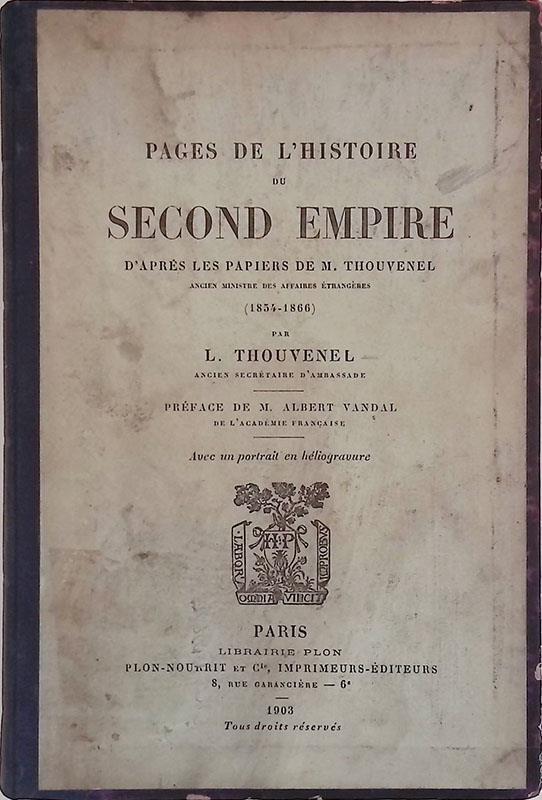 PAGES DE L'HISTOIRE
DU
SECOND EMPIRE
D'APRÈS LES PAPIERS DE M. THOUVENEL
ANCIEN MINISTRE DES AFFAIRES ÉTRANGÈRES
(1854-1866)
PAR
L. THOUVENEL
ANCIEN SECRÉTAIRE D'AMBASSADE
PRÉFACE DE M. ALBERT VANDAL
DE L'ACADÉMIE FRANÇAISE
Avec un portrait en héliogravure
H P
LABOR OMNIA VINCIT IMPROBUS
PARIS
LIBRAIRIE PLON
PLON-NOURRIT ET Cie, IMPRIMEURS-ÉDITEURS
8, RUE GARANCIÈRE — 6e
1903
Tous droits réservés